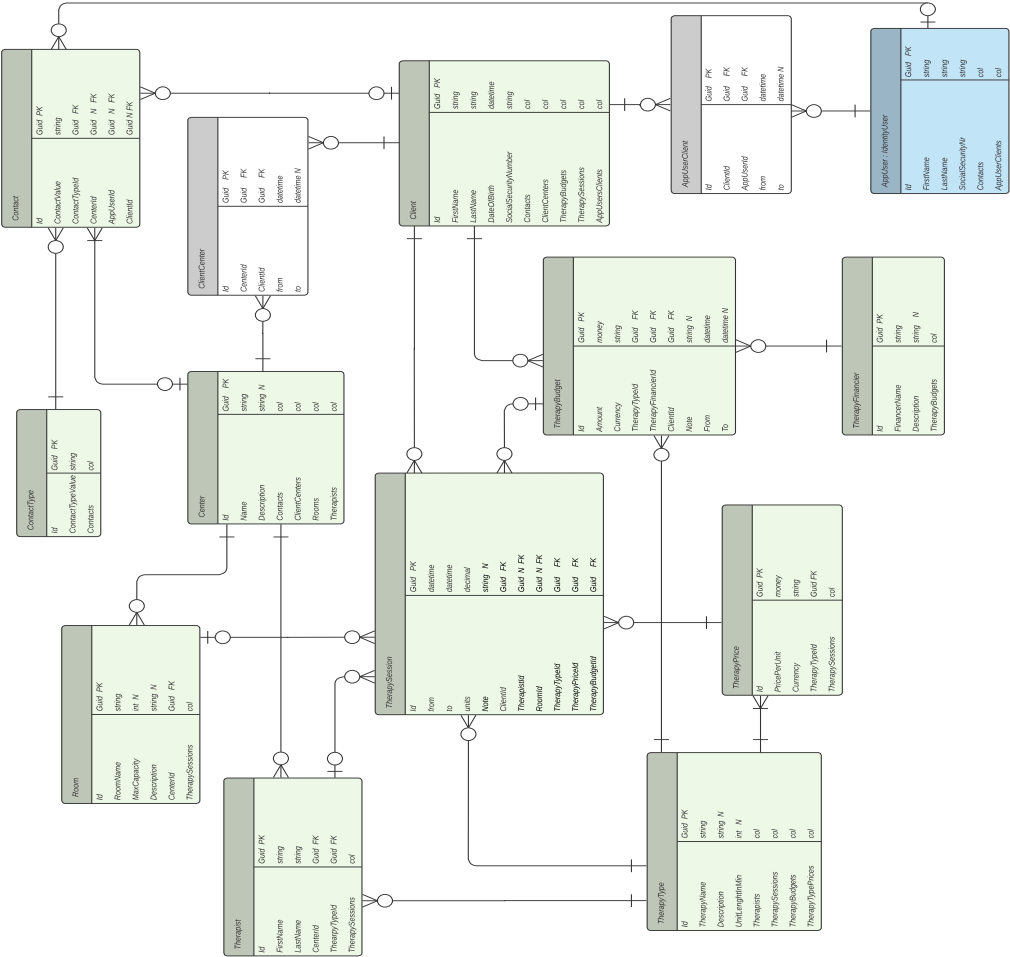 Contact
Id Guid PK
ContactValue string
ContactTypeId Guid FK
CenterId Guid N FK
AppUserId Guid N FK
ClientId Guid N FK
ContactType
Id Guid PK
ContactTypeValue string
Contacts col
Room
Id Guid PK
RoomName string
MaxCapacity int N
Description string N
CenterId Guid FK
TherapySessions col
Center
Id Guid PK
Name string
Description string N
Contacts col
ClientCenters col
Rooms col
Therapists col
ClientCenter
Id Guid PK
CenterId Guid FK
ClientId Guid FK
from datetime
to datetime N
Therapist
Id Guid PK
FirstName string
LastName string
CenterId Guid FK
ThearpyTypeId Guid FK
TherapySessions col
TherapySession
Id Guid PK
from datetime
to datetime
units decimal
Note string N
ClientId Guid FK
TherapistId Guid N FK
RoomId Guid N FK
TherapyTypeId Guid FK
TherapyPriceId Guid FK
TherapyBudgetId Guid FK
Client
Id Guid PK
FirstName string
LastName string
DateOfBirth datetime
SocialSecurityNumber string
Contacts col
ClientCenters col
TherapyBudgets col
TherapySessions col
AppUsersClients col
TherapyBudget
Id Guid PK
Amount money
Currency string
TherapyTypeId Guid FK
TherapyFinancierId Guid FK
ClientId Guid FK
Note string N
From datetime
To datetime N
TherapyType
Id Guid PK
TherapyName string
Description string N
UnitLenghtInMin int N
Therapists col
TherapySessions col
TherapyBudgets col
TherapyTypePrices col
AppUserClient
Id Guid PK
ClientId Guid FK
AppUserId Guid FK
from datetime
to datetime N
TherapyPrice
Id Guid PK
PricePerUnit money
Currency string
TherapyTypeId Guid FK
TherapySessions col
TherapyFinancier
Id Guid PK
FinancerName string
Description string N
TherapyBudgets col
AppUser : IdentityUser
Id Guid PK
FirstName string
LastName string
SocialSecurityNr string
Contacts col
AppUserClients col